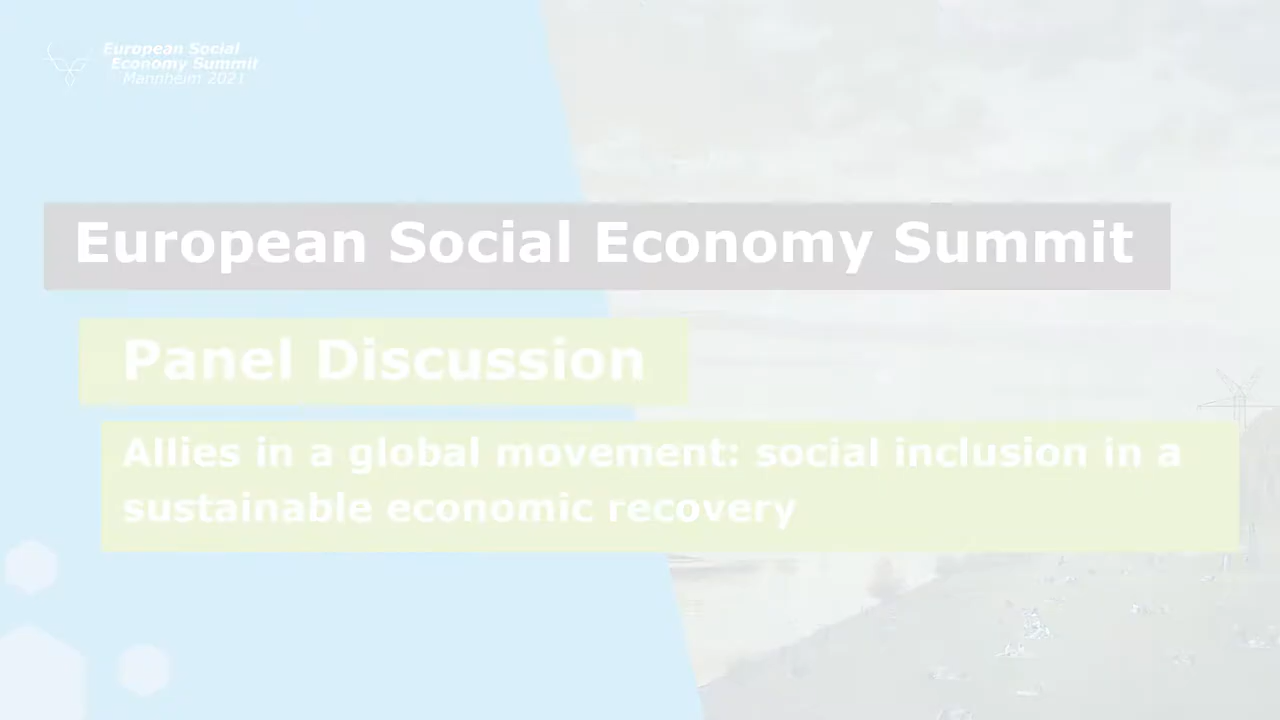 European Social
Economy Summit
Mannheim 2021
European Social Economy Summit
Panel Discussion
Allies in a global movement: social inclusion in a
sustainable economic recovery